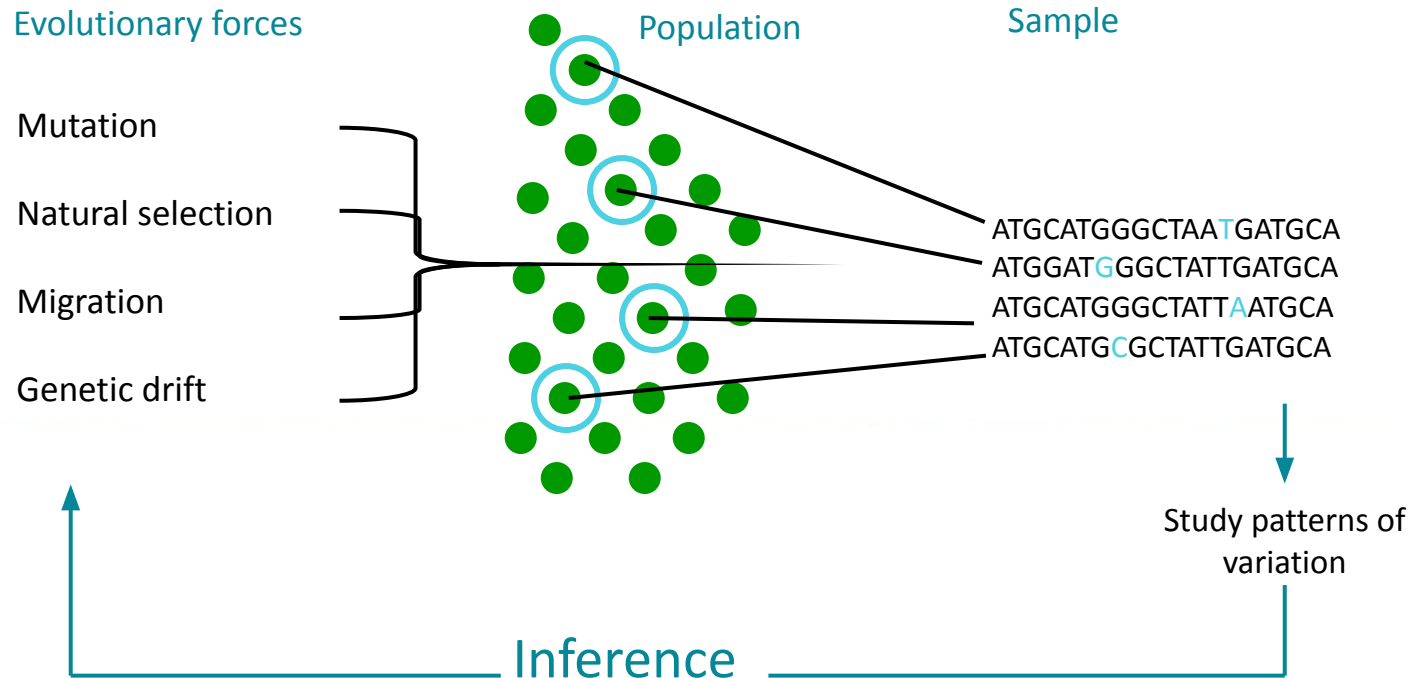 Evolutionary forces
Population
Sample
Mutation
Natural selection
Migration
Genetic drift
ATGCATGGGCTAATGATGCA
ATGGATGGGCTATTGATGCA
ATGCATGGGCTATTAATGCA
ATGCATGCGCTATTGATGCA
Study patterns of
variation
Inference